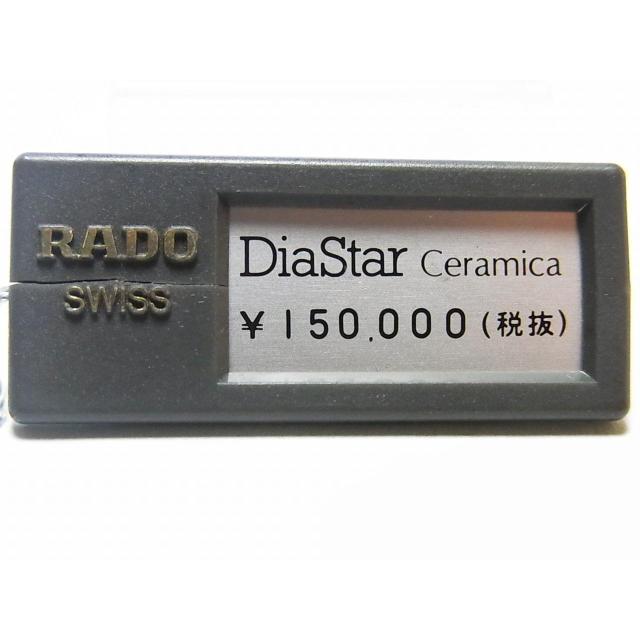 RADO
SWISS
DiaStar Ceramica
¥150,000(税抜)